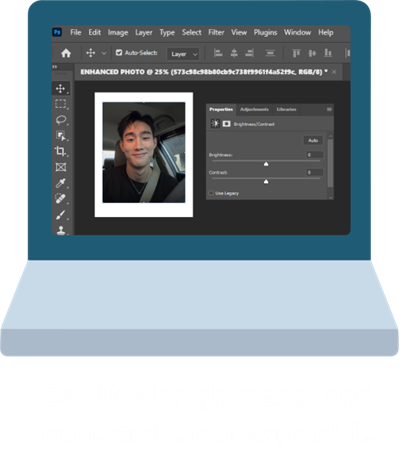 Ps File Edit Image Layer Type Select Filter View Plugins Window Help
Auto-Select: Layer
ENHANCED PHOTO @ 25% (573c98c98b80cb9c738f9961f4a52f9c, RGB/8) * ×
Properties Adjustments Libraries
Brightness/Contrast
Auto
Brightness: 0
Contrast: 0
Use Legacy